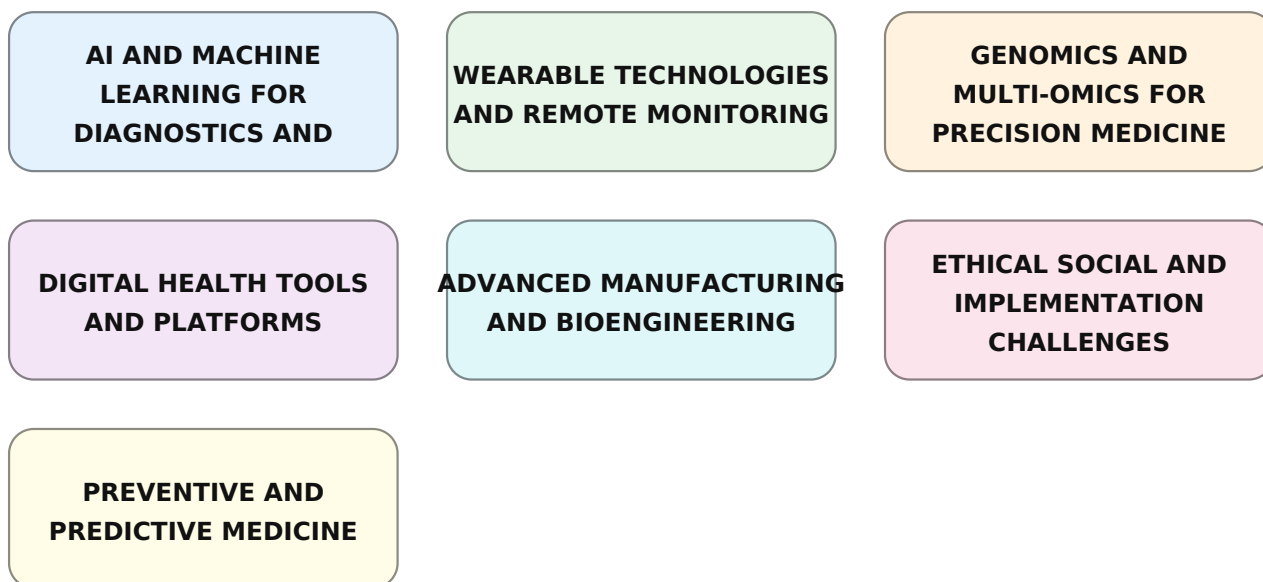 AI AND MACHINE
LEARNING FOR
DIAGNOSTICS AND
WEARABLE TECHNOLOGIES
AND REMOTE MONITORING
GENOMICS AND
MULTI-OMICS FOR
PRECISION MEDICINE
DIGITAL HEALTH TOOLS
AND PLATFORMS
ADVANCED MANUFACTURING
AND BIOENGINEERING
ETHICAL SOCIAL AND
IMPLEMENTATION
CHALLENGES
PREVENTIVE AND
PREDICTIVE MEDICINE